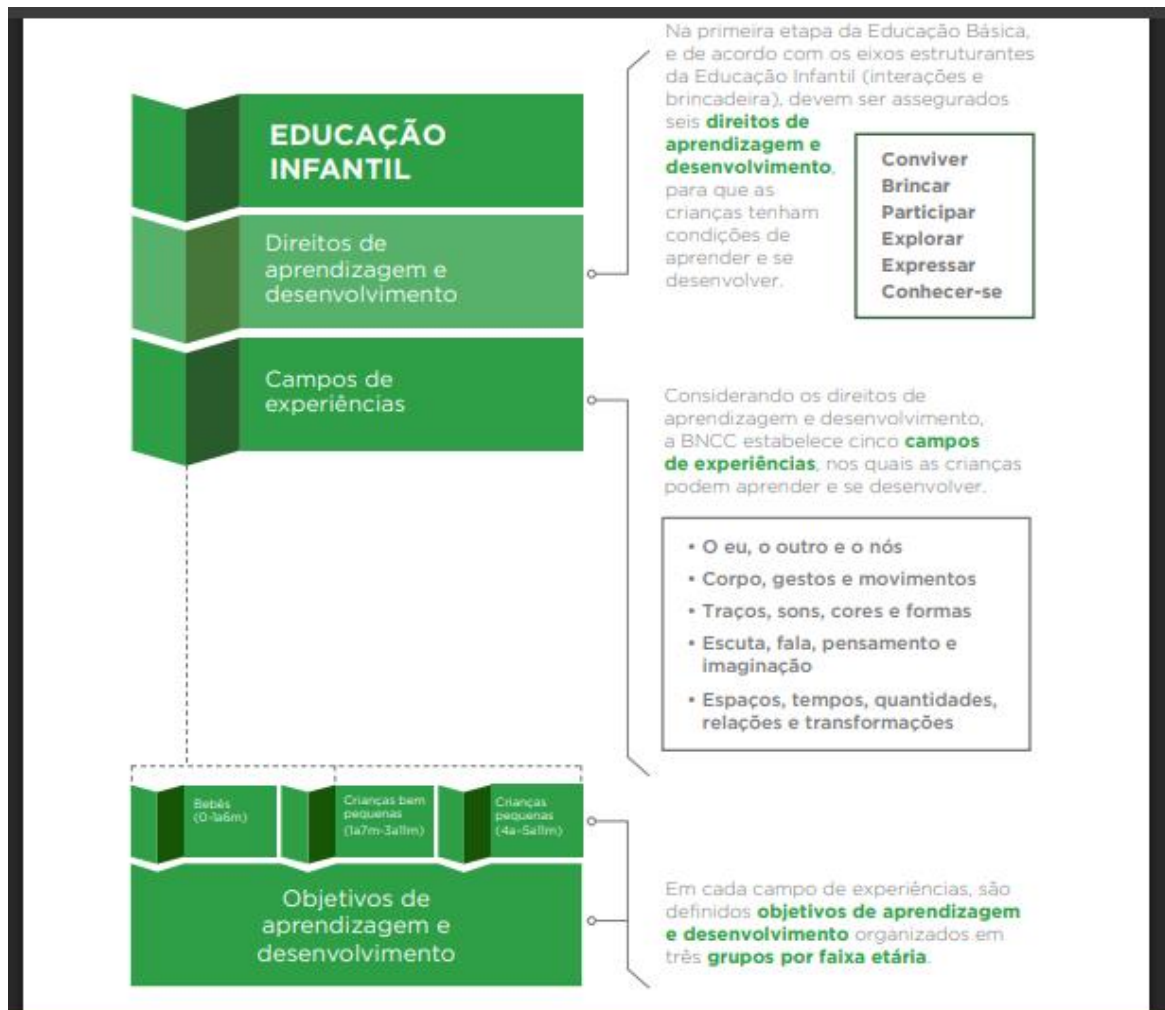 EDUCAÇÃO
INFANTIL
Direitos de
aprendizagem e
desenvolvimento
Na primeira etapa da Educação Básica,
e de acordo com os eixos estruturantes
da Educação Infantil (interações e
brincadeira), devem ser assegurados
seis direitos de
aprendizagem e
desenvolvimento,
para que as
crianças tenham
condições de
aprender e se
desenvolver.
Conviver
Brincar
Participar
Explorar
Expressar
Conhecer-se
Campos de
experiências
Considerando os direitos de
aprendizagem e desenvolvimento,
a BNCC estabelece cinco campos
de experiências, nos quais as crianças
podem aprender e se desenvolver.
• O eu, o outro e o nós
• Corpo, gestos e movimentos
• Traços, sons, cores e formas
• Escuta, fala, pensamento e
imaginação
• Espaços, tempos, quantidades,
relações e transformações
Bebês
(0-1a6m)
Crianças bem
pequenas
(1a7m-3a11m)
Crianças
pequenas
(4a-5a11m)
Objetivos de
aprendizagem e
desenvolvimento
Em cada campo de experiências, são
definidos objetivos de aprendizagem
e desenvolvimento organizados em
três grupos por faixa etária.